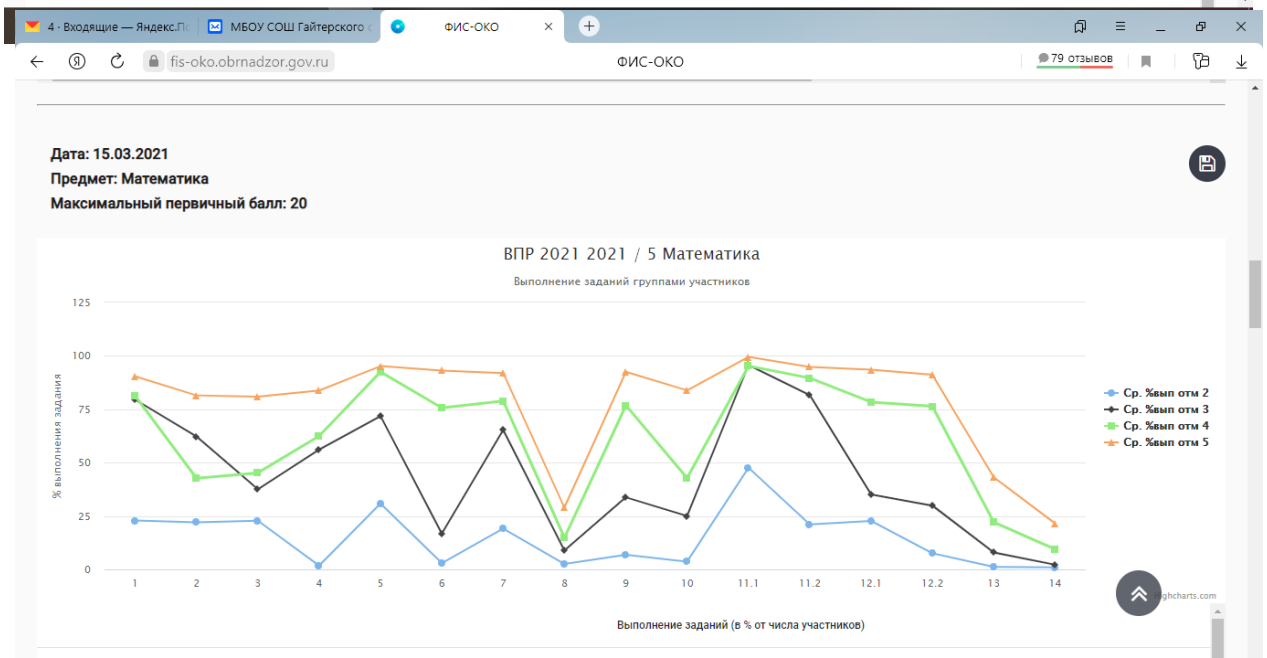 4 · Входящие — Яндекс.По
МБОУ СОШ Гайтерского с
ФИС-ОКО
fis-oko.obrnadzor.gov.ru
ФИС-ОКО
79 отзывов
Дата: 15.03.2021
Предмет: Математика
Максимальный первичный балл: 20
ВПР 2021 2021 / 5 Математика
Выполнение заданий группами участников
% выполнения задания
125
100
75
50
25
0
1 2 3 4 5 6 7 8 9 10 11.1 11.2 12.1 12.2 13 14
Ср. %вып отм 2
Ср. %вып отм 3
Ср. %вып отм 4
Ср. %вып отм 5
ghcharts.com
Выполнение заданий (в % от числа участников)